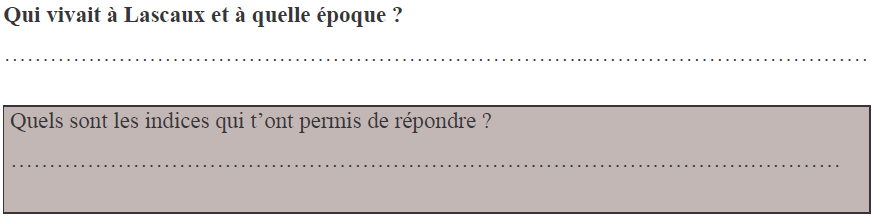 Qui vivait à Lascaux et à quelle époque ?
…………………………………………………………………...………………………………
Quels sont les indices qui t’ont permis de répondre ?
…………………………………………………………………………………….…………